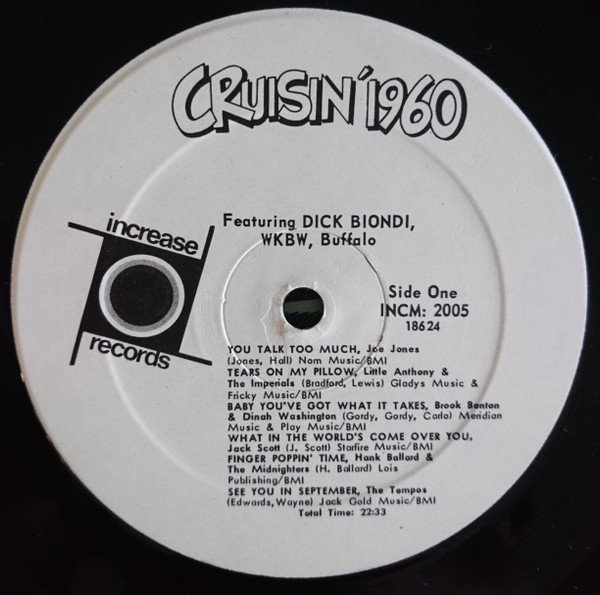 CRUISIN' 1960
increase
records
Featuring DICK BIONDI,
WKBW, Buffalo
Side One
INCM: 2005
18624
YOU TALK TOO MUCH, Joe Jones
(Jones, Hall) Nom Music/BMI
TEARS ON MY PILLOW, Little Anthony &
The Imperials (Bradford, Lewis) Gladys Music &
Fricky Music/BMI
BABY YOU'VE GOT WHAT IT TAKES, Brook Benton
& Dinah Washington (Gordy, Gordy, Carlo) Meridian
Music & Play Music/BMI
WHAT IN THE WORLD'S COME OVER YOU,
Jack Scott (J. Scott) Starfire Music/BMI
FINGER POPPIN' TIME, Hank Ballard &
The Midnighters (H. Ballard) Lois
Publishing/BMI
SEE YOU IN SEPTEMBER, The Tempos
(Edwards,Wayne) Jack Gold Music/BMI
Total Time: 22:33